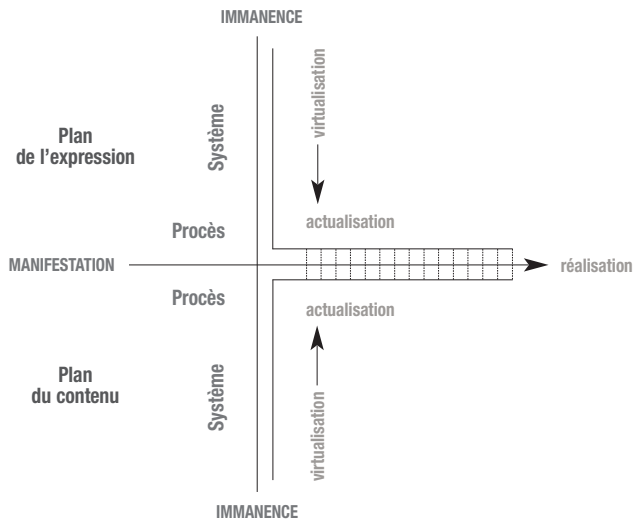 IMMANENCE
virtualisation
Système
Plan
de l’expression
actualisation
Procès
MANIFESTATION
réalisation
Procès
actualisation
Plan
du contenu
Système
virtualisation
IMMANENCE